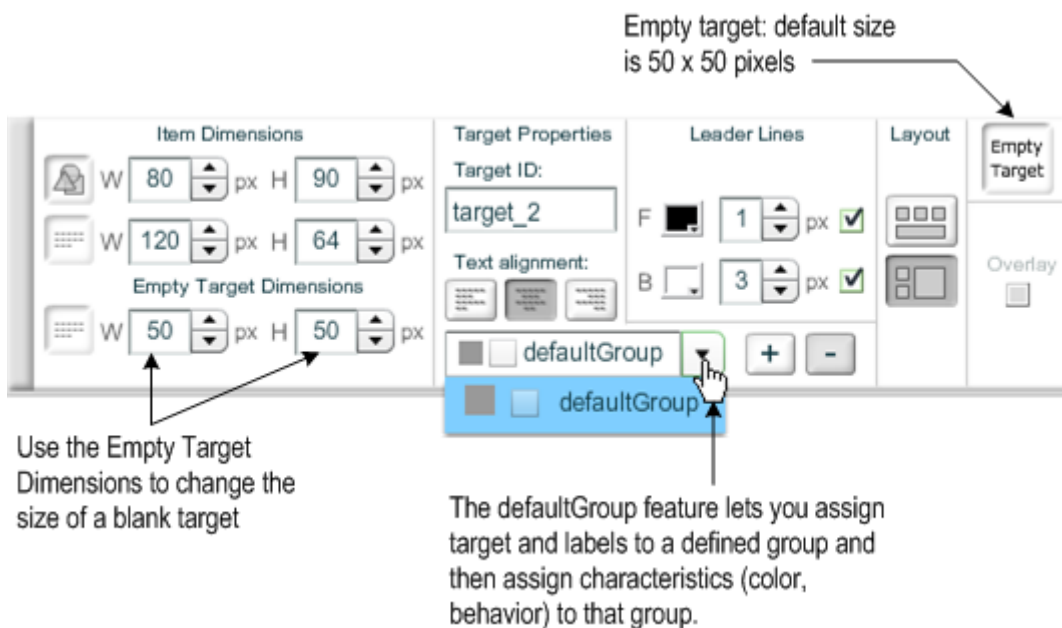 Empty target: default size
is 50 x 50 pixels
Item Dimensions
W 80 px H 90 px
W 120 px H 64 px
Empty Target Dimensions
W 50 px H 50 px
Target Properties
Target ID:
target_2
Text alignment:
defaultGroup
defaultGroup
Leader Lines
F 1 px
B 3 px
+ -
Layout
Empty
Target
Overlay
Use the Empty Target
Dimensions to change the
size of a blank target
The defaultGroup feature lets you assign
target and labels to a defined group and
then assign characteristics (color,
behavior) to that group.